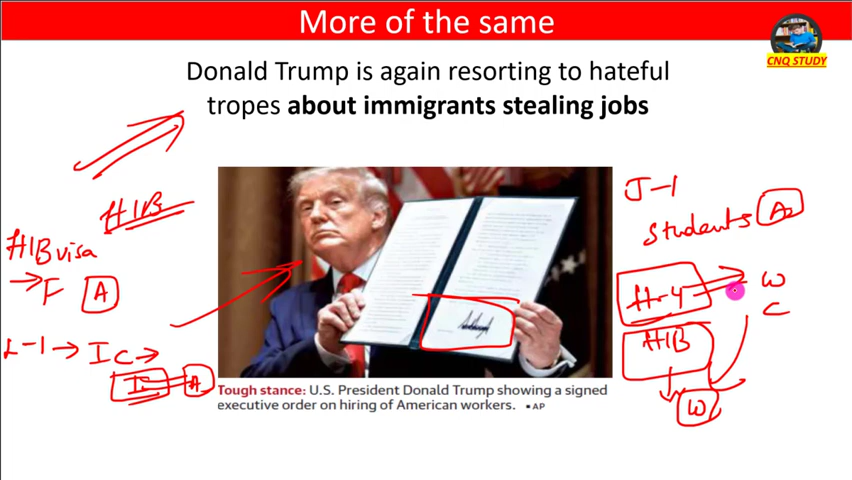 More of the same
CNQ STUDY
Donald Trump is again resorting to hateful
tropes about immigrants stealing jobs
H1B
H1B visa
→ F A
L-1 → I C →
I A
J-1
Students A
H-4
W
C
H1B
W
Tough stance: U.S. President Donald Trump showing a signed
executive order on hiring of American workers. ▪AP